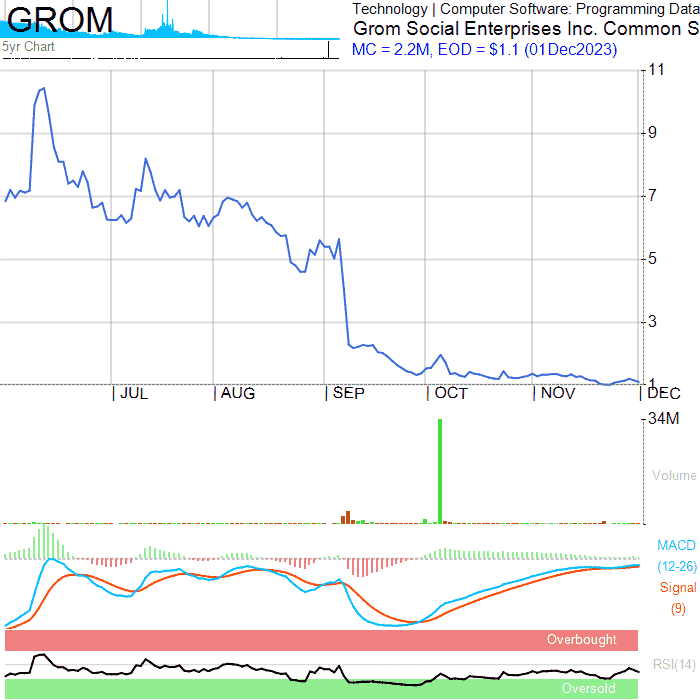 GROM
Technology | Computer Software: Programming Data
Grom Social Enterprises Inc. Common S
5yr Chart
MC = 2.2M, EOD = $1.1 (01Dec2023)
11
9
7
5
3
1
JUL AUG SEP OCT NOV DEC
34M
Volume
MACD
(12-26)
Signal
(9)
Overbought
RSI(14)
Oversold